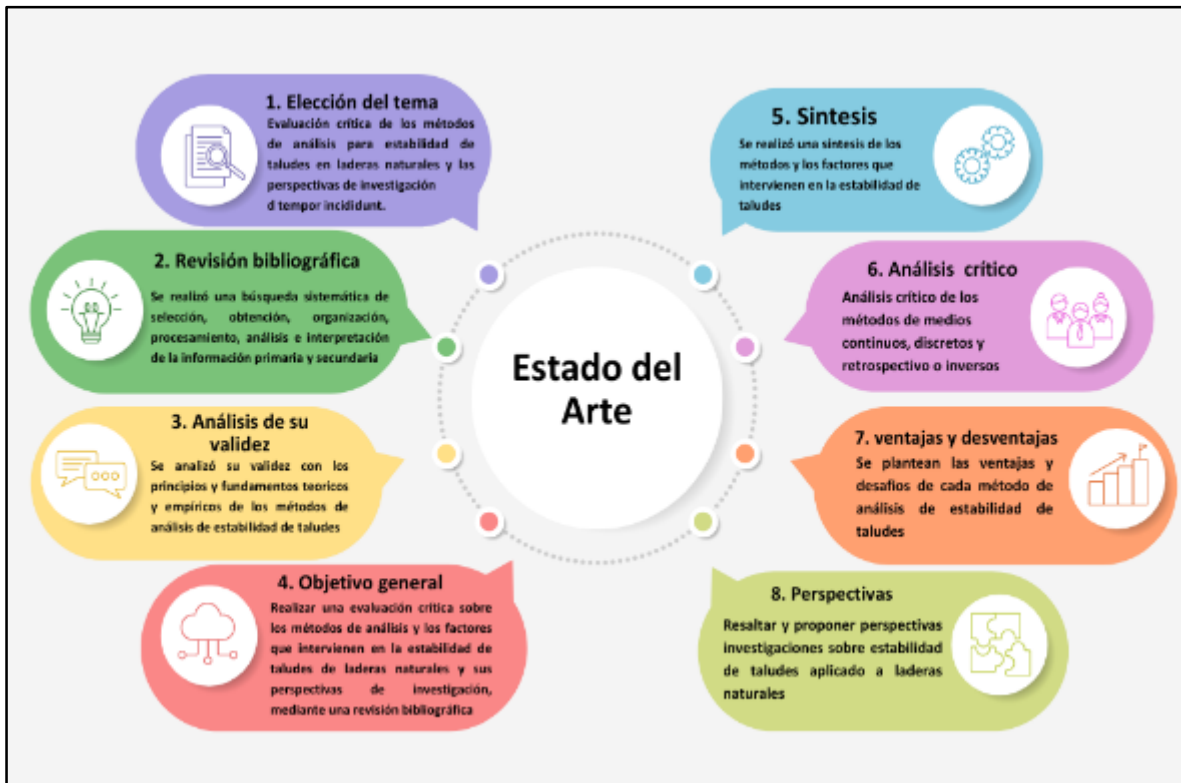 1. Elección del tema
Evaluación crítica de los métodos
de análisis para estabilidad de
taludes en laderas naturales y las
perspectivas de investigación
d tempor incididunt.
2. Revisión bibliográfica
Se realizó una búsqueda sistemática de
selección, obtención, organización,
procesamiento, análisis e interpretación
de la información primaria y secundaria
3. Análisis de su
validez
Se analizó su validez con los
principios y fundamentos teoricos
y empíricos de los métodos de
análisis de estabilidad de taludes
4. Objetivo general
Realizar una evaluación crítica sobre
los métodos de análisis y los factores
que intervienen en la estabilidad de
taludes de laderas naturales y sus
perspectivas de investigación,
mediante una revisión bibliográfica
Estado del
Arte
5. Sintesis
Se realizó una sintesis de los
métodos y los factores que
intervienen en la estabilidad de
taludes
6. Análisis crítico
Análisis crítico de los
métodos de medios
continuos, discretos y
retrospectivo o inversos
7. ventajas y desventajas
Se plantean las ventajas y
desafios de cada método de
análisis de estabilidad de
taludes
8. Perspectivas
Resaltar y proponer perspectivas
investigaciones sobre estabilidad
de taludes aplicado a laderas
naturales